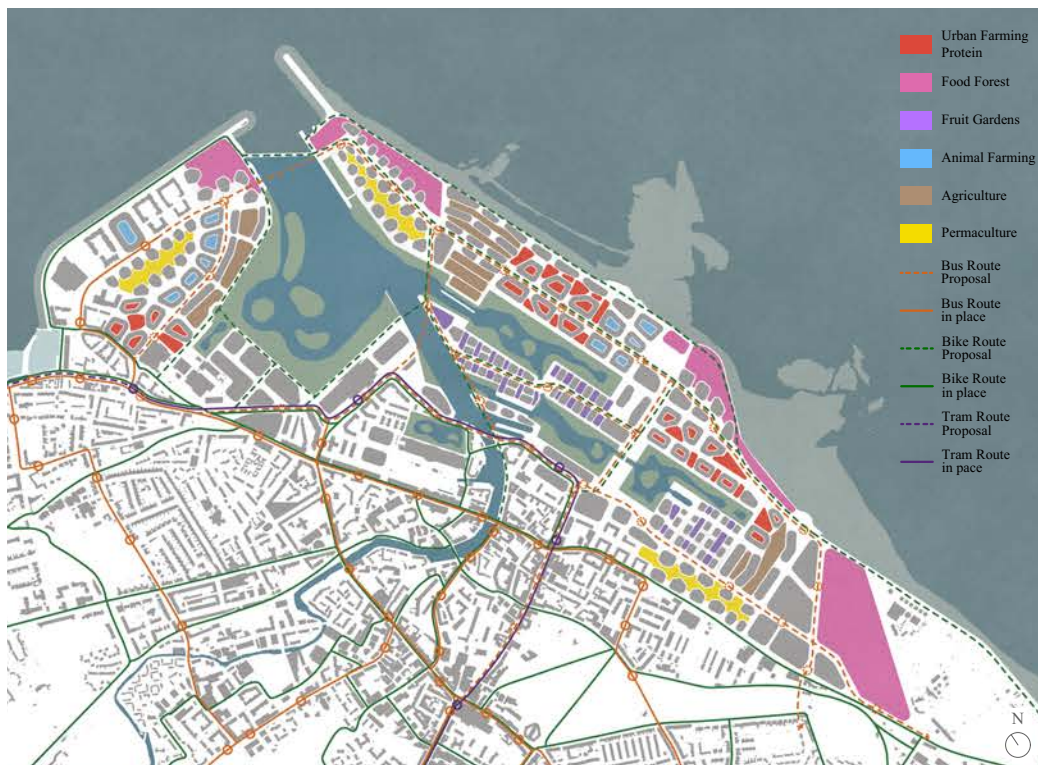 Urban Farming
Protein
Food Forest
Fruit Gardens
Animal Farming
Agriculture
Permaculture
Bus Route
Proposal
Bus Route
in place
Bike Route
Proposal
Bike Route
in place
Tram Route
Proposal
Tram Route
in pace
N